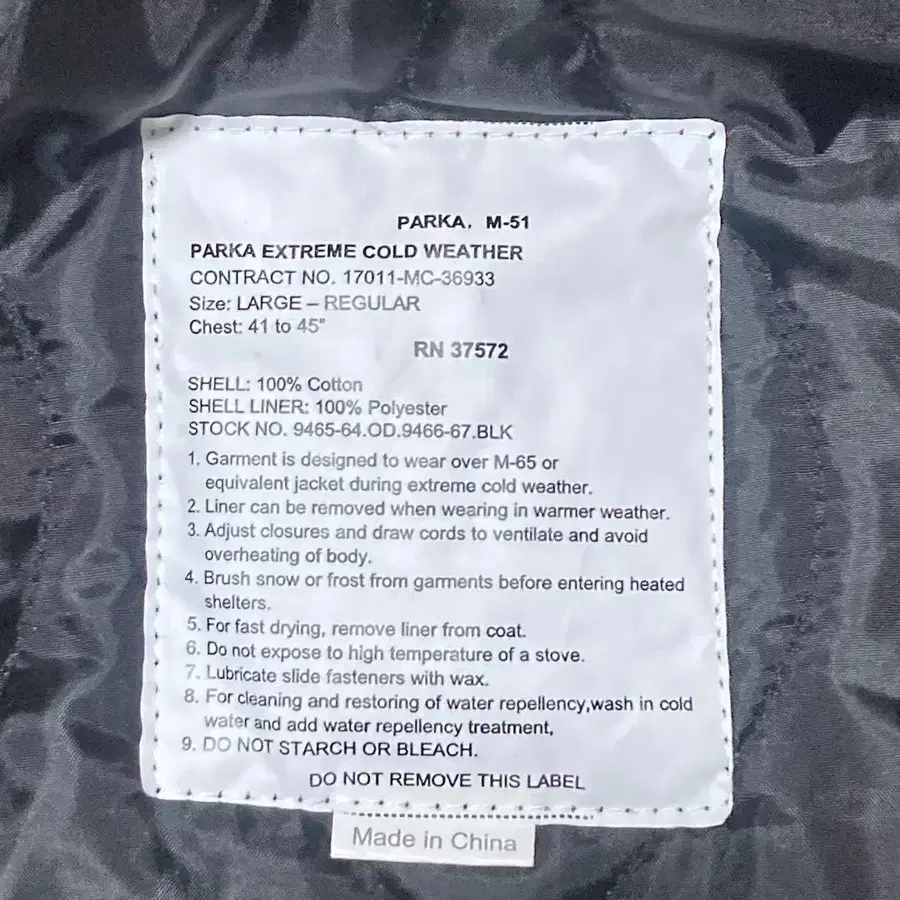 PARKA, M-51
PARKA EXTREME COLD WEATHER
CONTRACT NO. 17011-MC-36933
Size: LARGE – REGULAR
Chest: 41 to 45"
RN 37572
SHELL: 100% Cotton
SHELL LINER: 100% Polyester
STOCK NO. 9465-64.OD.9466-67.BLK
1. Garment is designed to wear over M-65 or
equivalent jacket during extreme cold weather.
2. Liner can be removed when wearing in warmer weather.
3. Adjust closures and draw cords to ventilate and avoid
overheating of body.
4. Brush snow or frost from garments before entering heated
shelters.
5. For fast drying, remove liner from coat.
6. Do not expose to high temperature of a stove.
7. Lubricate slide fasteners with wax.
8. For cleaning and restoring of water repellency,wash in cold
water and add water repellency treatment,
9. DO NOT STARCH OR BLEACH.
DO NOT REMOVE THIS LABEL
Made in China